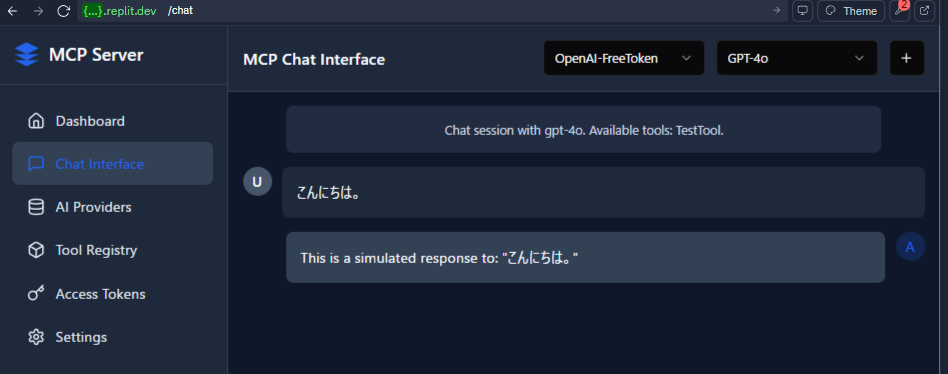 {...}.replit.dev /chat
Theme
2
MCP Server
Dashboard
Chat Interface
AI Providers
Tool Registry
Access Tokens
Settings
MCP Chat Interface
OpenAI-FreeToken
GPT-4o
+
Chat session with gpt-4o. Available tools: TestTool.
U
こんにちは。
This is a simulated response to: "こんにちは。"
A